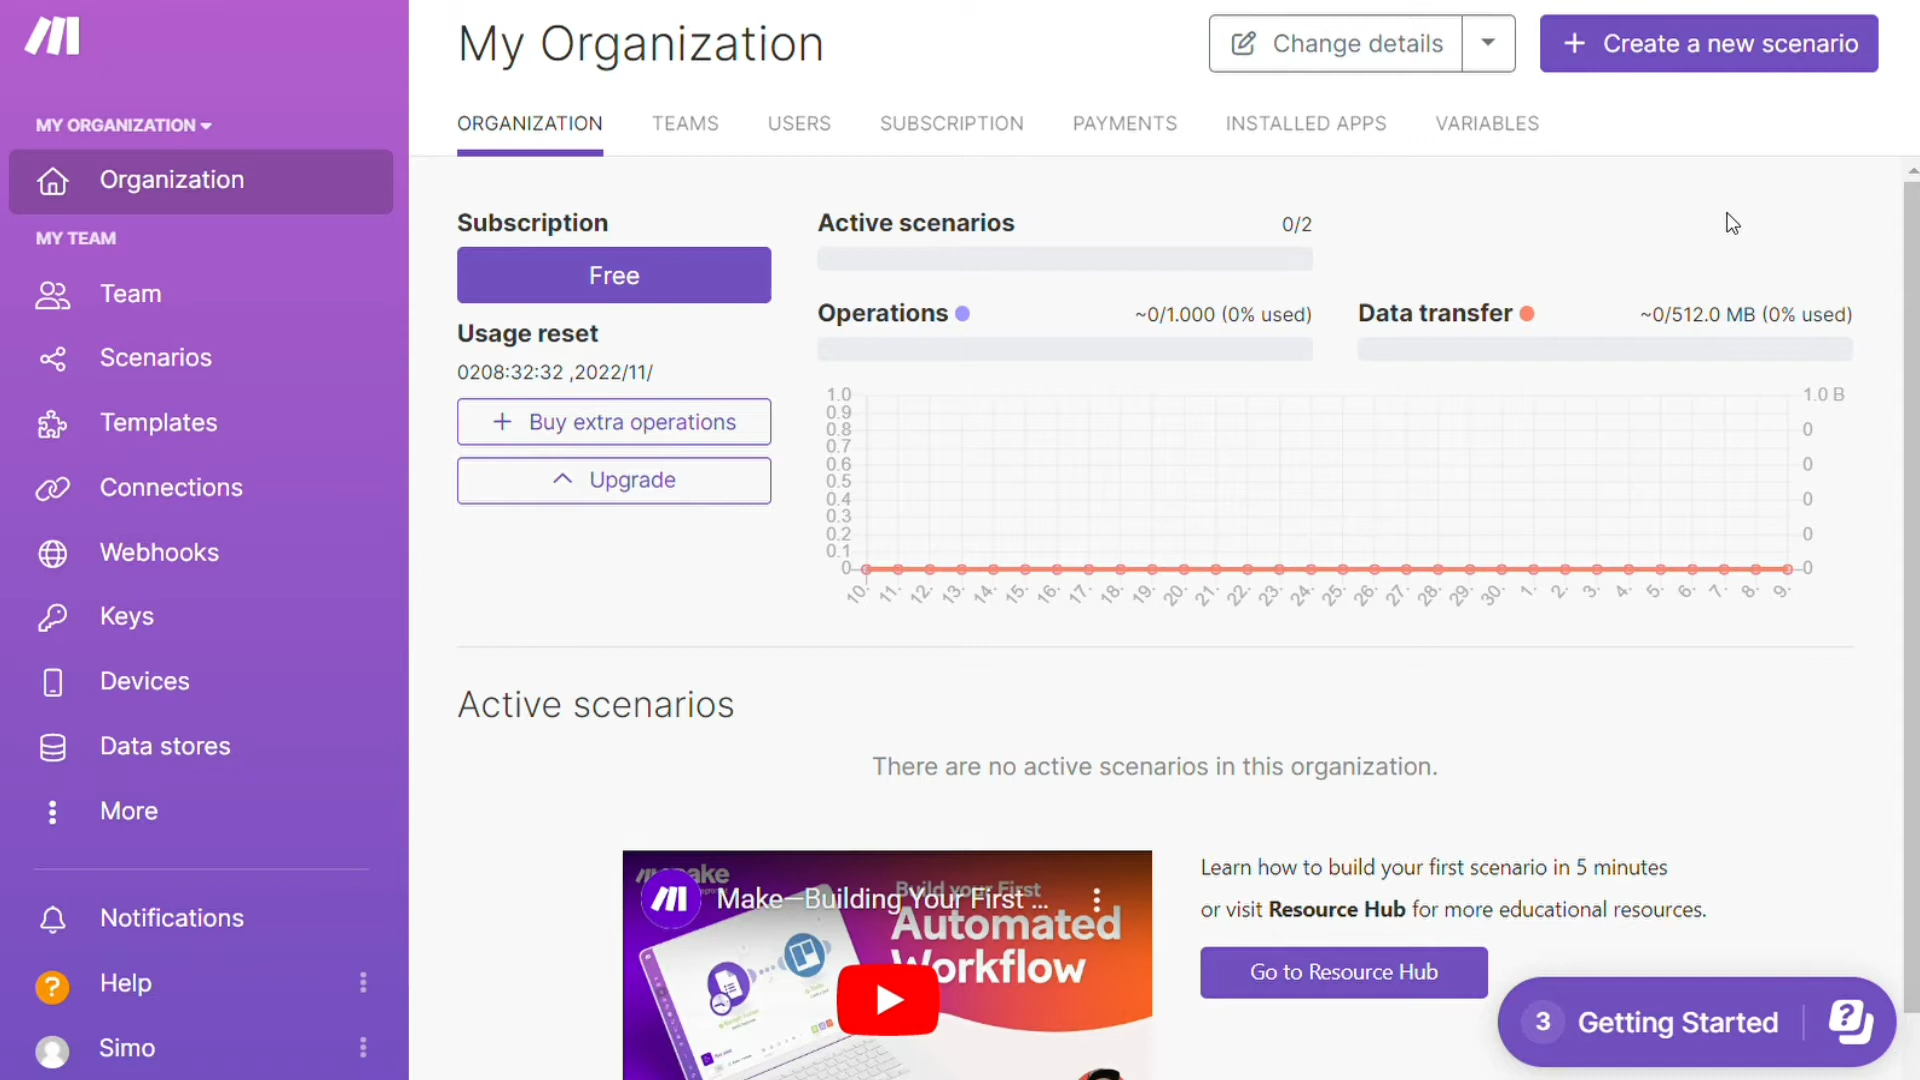 My Organization
Change details
+ Create a new scenario
MY ORGANIZATION
ORGANIZATION
TEAMS
USERS
SUBSCRIPTION
PAYMENTS
INSTALLED APPS
VARIABLES
Organization
MY TEAM
Team
Scenarios
Templates
Connections
Webhooks
Keys
Devices
Data stores
More
Notifications
Help
Simo
Subscription
Free
Usage reset
0208:32:32 ,2022/11/
+ Buy extra operations
Upgrade
Active scenarios 0/2
Operations ~0/1.000 (0% used)
Data transfer ~0/512.0 MB (0% used)
1.0
0.9
0.8
0.7
0.6
0.5
0.4
0.3
0.2
0.1
0
1.0 B
0
0
0
0
0
10. 11. 12. 13. 14. 15. 16. 17. 18. 19. 20. 21. 22. 23. 24. 25. 26. 27. 28. 29. 30. 1. 2. 3. 4. 5. 6. 7. 8. 9.
Active scenarios
There are no active scenarios in this organization.
make
Make—Building Your First ...
Build your First
Automated
Workflow
Learn how to build your first scenario in 5 minutes
or visit Resource Hub for more educational resources.
Go to Resource Hub
3 Getting Started